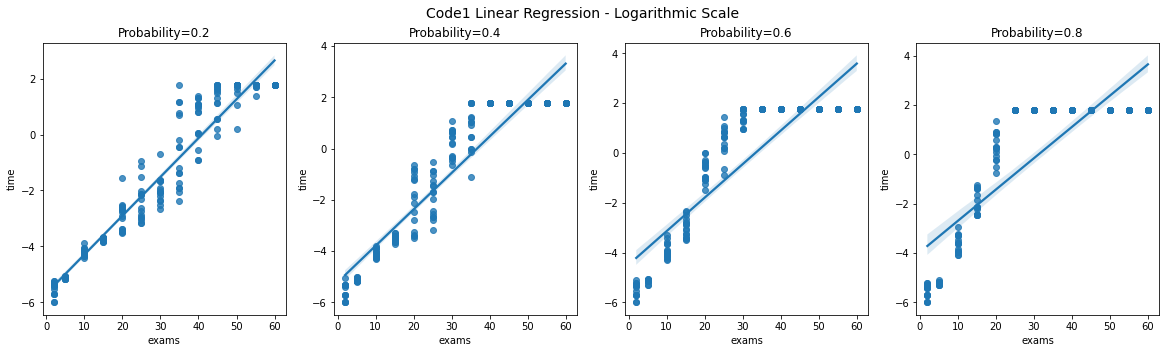 Code1 Linear Regression - Logarithmic Scale
Probability=0.2
Probability=0.4
Probability=0.6
Probability=0.8
time
2
0
−2
−4
−6
0 10 20 30 40 50 60
exams
time
4
2
0
−2
−4
−6
0 10 20 30 40 50 60
exams
time
4
2
0
−2
−4
−6
0 10 20 30 40 50 60
exams
time
4
2
0
−2
−4
−6
0 10 20 30 40 50 60
exams